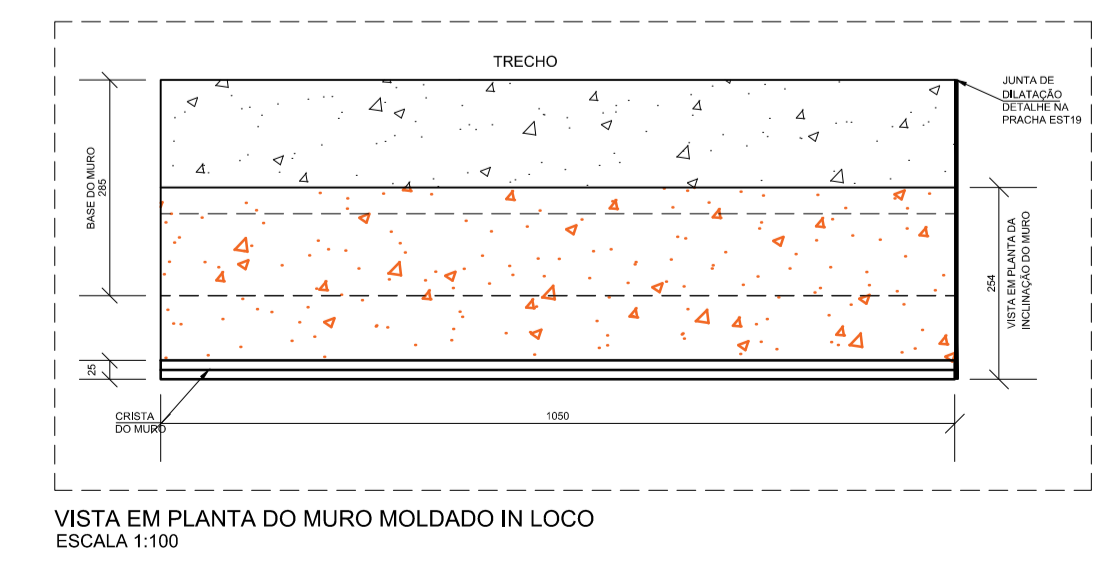 TRECHO
JUNTA DE
DILATAÇÃO
DETALHE NA
PRACHA EST19
BASE DO MURO
285
254
VISTA EM PLANTA DA
INCLINAÇÃO DO MURO
25
CRISTA
DO MURO
1050
VISTA EM PLANTA DO MURO MOLDADO IN LOCO
ESCALA 1:100